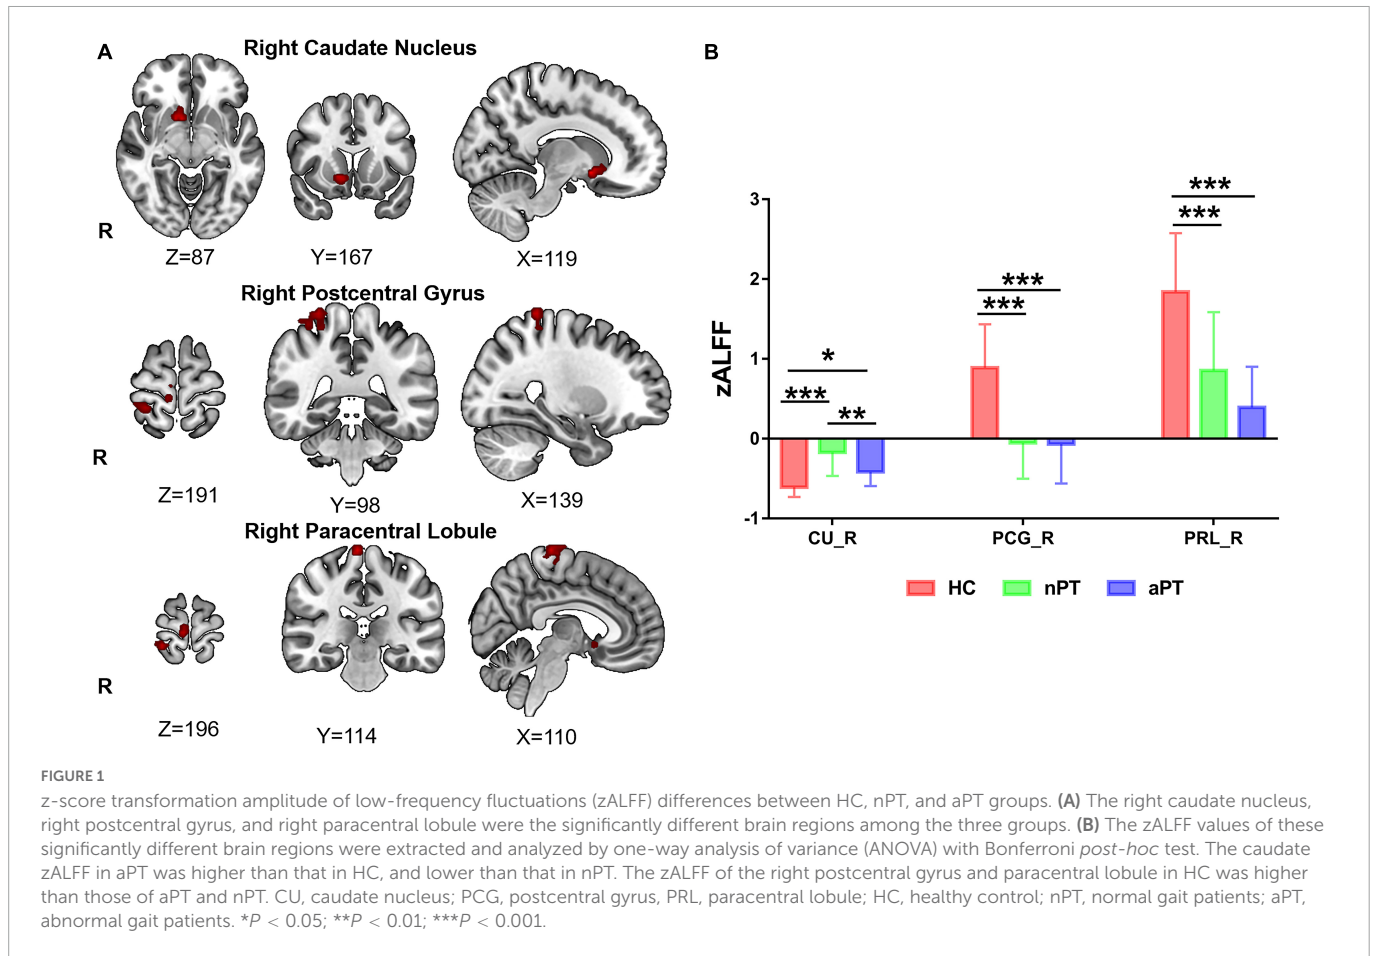 A
Right Caudate Nucleus
R
Z=87
Y=167
X=119
Right Postcentral Gyrus
R
Z=191
Y=98
X=139
Right Paracentral Lobule
R
Z=196
Y=114
X=110
B
zALFF
3
2
1
0
-1
*
***
**
***
***
***
***
CU_R
PCG_R
PRL_R
HC
nPT
aPT
FIGURE 1
z-score transformation amplitude of low-frequency fluctuations (zALFF) differences between HC, nPT, and aPT groups. (A) The right caudate nucleus,
right postcentral gyrus, and right paracentral lobule were the significantly different brain regions among the three groups. (B) The zALFF values of these
significantly different brain regions were extracted and analyzed by one-way analysis of variance (ANOVA) with Bonferroni post-hoc test. The caudate
zALFF in aPT was higher than that in HC, and lower than that in nPT. The zALFF of the right postcentral gyrus and paracentral lobule in HC was higher
than those of aPT and nPT. CU, caudate nucleus; PCG, postcentral gyrus, PRL, paracentral lobule; HC, healthy control; nPT, normal gait patients; aPT,
abnormal gait patients. *P < 0.05; **P < 0.01; ***P < 0.001.